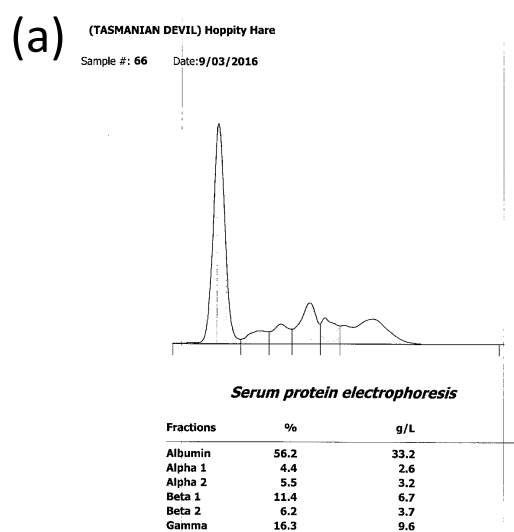 (a)
(TASMANIAN DEVIL) Hoppity Hare
Sample #: 66 Date:9/03/2016
Serum protein electrophoresis
Fractions % g/L
Albumin 56.2 33.2
Alpha 1 4.4 2.6
Alpha 2 5.5 3.2
Beta 1 11.4 6.7
Beta 2 6.2 3.7
Gamma 16.3 9.6